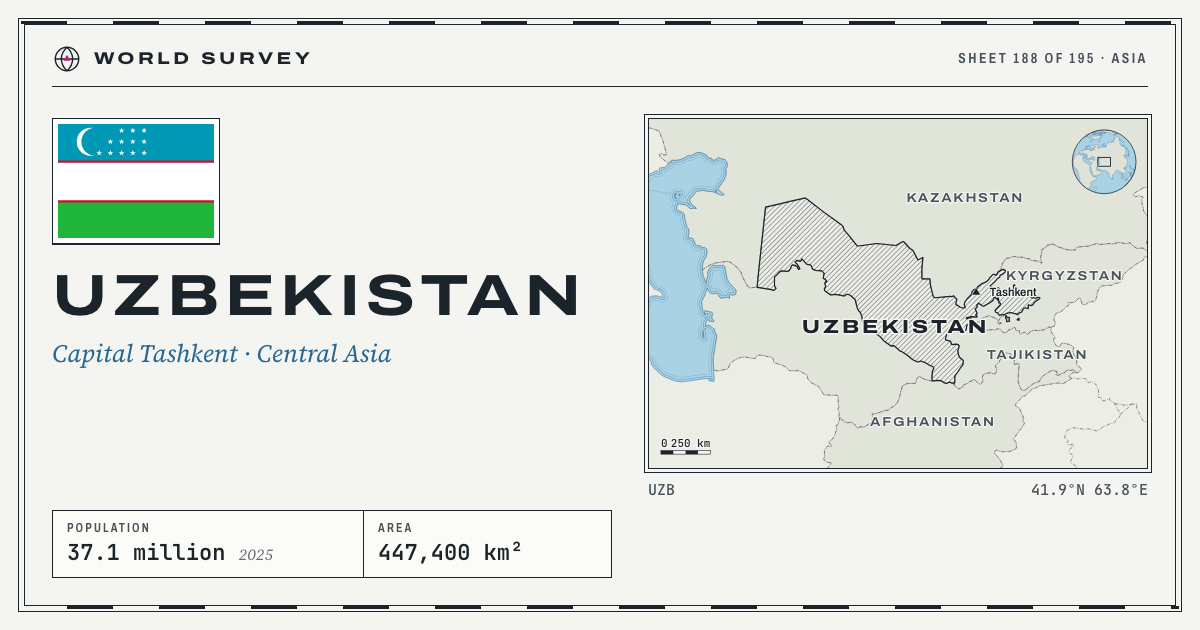 WORLD SURVEY
SHEET 188 OF 195 · ASIA
UZBEKISTAN
Capital Tashkent · Central Asia
POPULATION
37.1 million 2025
AREA
447,400 km²
KAZAKHSTAN
KYRGYZSTAN
Tashkent
UZBEKISTAN
TAJIKISTAN
AFGHANISTAN
0 250 km
UZB
41.9°N 63.8°E